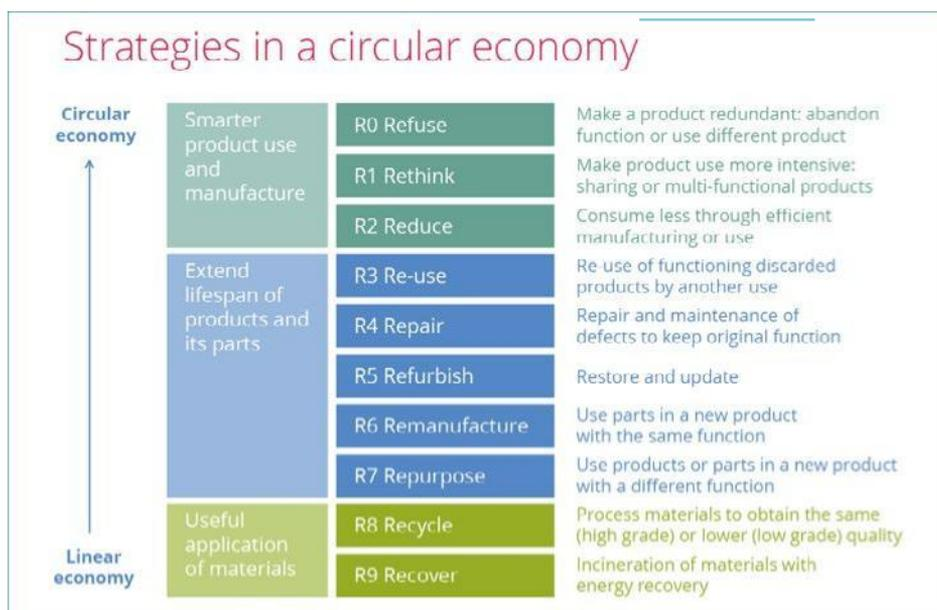 Strategies in a circular economy
Circular
economy
Linear
economy
Smarter
product use
and
manufacture
R0 Refuse
Make a product redundant: abandon
function or use different product
R1 Rethink
Make product use more intensive:
sharing or multi-functional products
R2 Reduce
Consume less through efficient
manufacturing or use
Extend
lifespan of
products and
its parts
R3 Re-use
Re-use of functioning discarded
products by another use
R4 Repair
Repair and maintenance of
defects to keep original function
R5 Refurbish
Restore and update
R6 Remanufacture
Use parts in a new product
with the same function
R7 Repurpose
Use products or parts in a new product
with a different function
Useful
application
of materials
R8 Recycle
Process materials to obtain the same
(high grade) or lower (low grade) quality
R9 Recover
Incineration of materials with
energy recovery